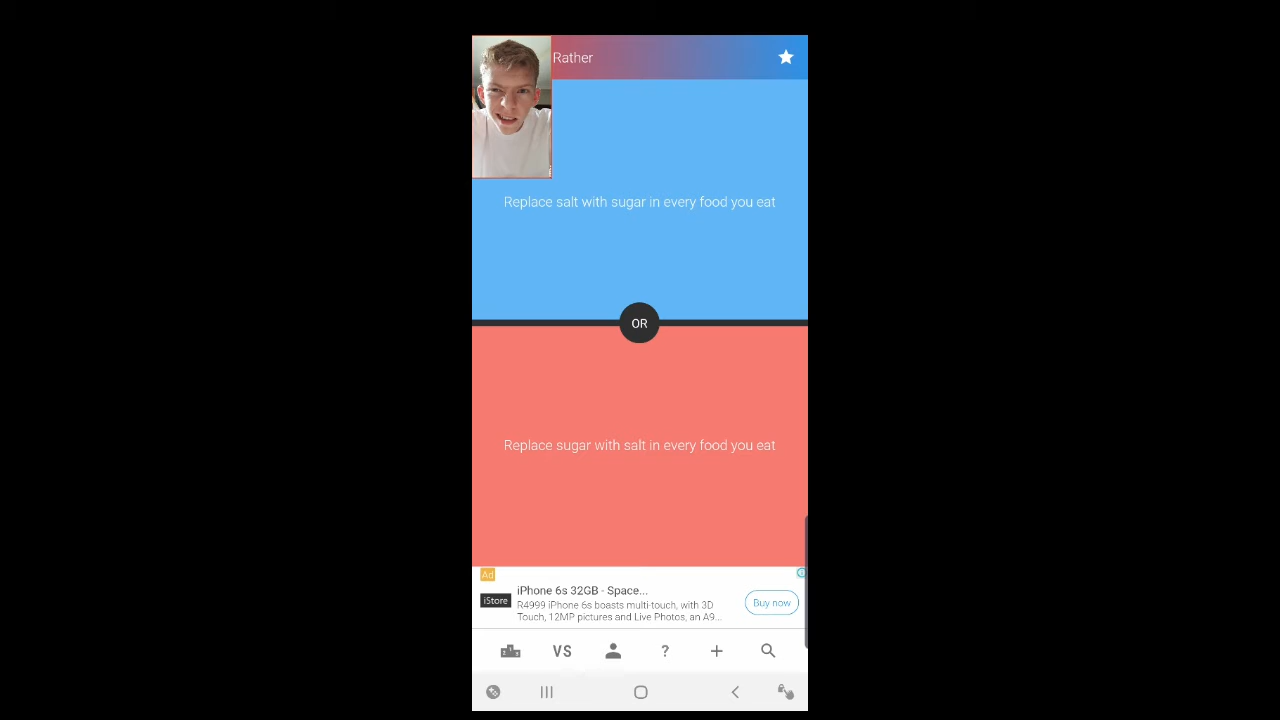 Rather
Replace salt with sugar in every food you eat
OR
Replace sugar with salt in every food you eat
Ad
iPhone 6s 32GB - Space...
iStore
R4999 iPhone 6s boasts multi-touch, with 3D
Touch, 12MP pictures and Live Photos, an A9...
Buy now
VS
?